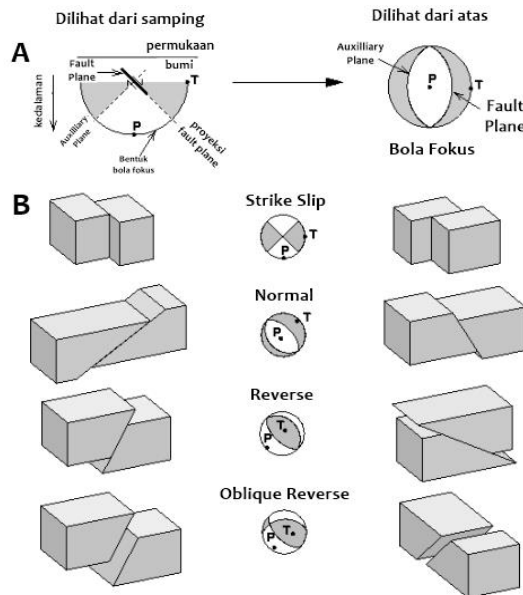 Dilihat dari samping
Dilihat dari atas
A
permukaan
bumi
Fault
Plane
T
kedalaman
Auxilliary
Plane
P
proyeksi
fault plane
Bentuk
bola fokus
Auxilliary
Plane
P
T
Fault
Plane
Bola Fokus
B
Strike Slip
T
P
Normal
T
P
Reverse
T
P
Oblique Reverse
T
P